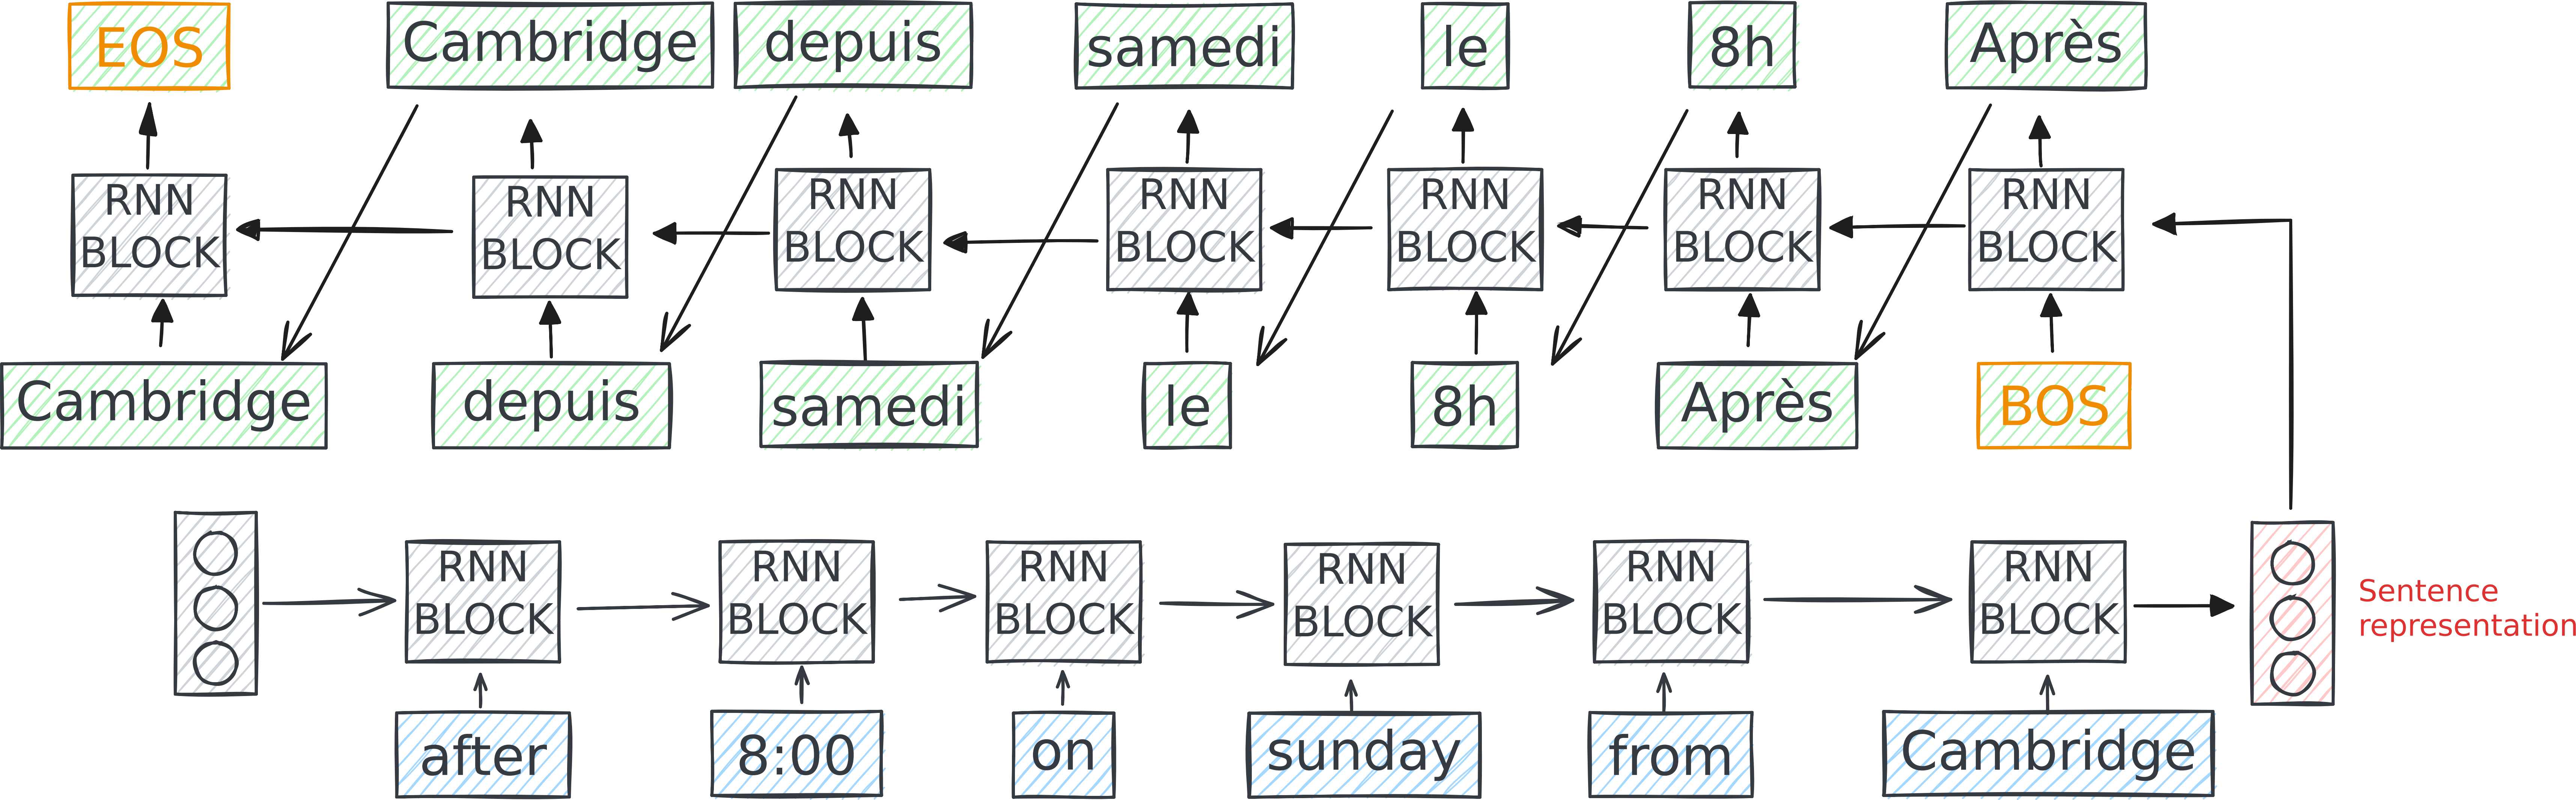 EOS
Cambridge
depuis
samedi
le
8h
Après
RNN
BLOCK
RNN
BLOCK
RNN
BLOCK
RNN
BLOCK
RNN
BLOCK
RNN
BLOCK
RNN
BLOCK
Cambridge
depuis
samedi
le
8h
Après
BOS
RNN
BLOCK
RNN
BLOCK
RNN
BLOCK
RNN
BLOCK
RNN
BLOCK
RNN
BLOCK
Sentence
representation
after
8:00
on
sunday
from
Cambridge